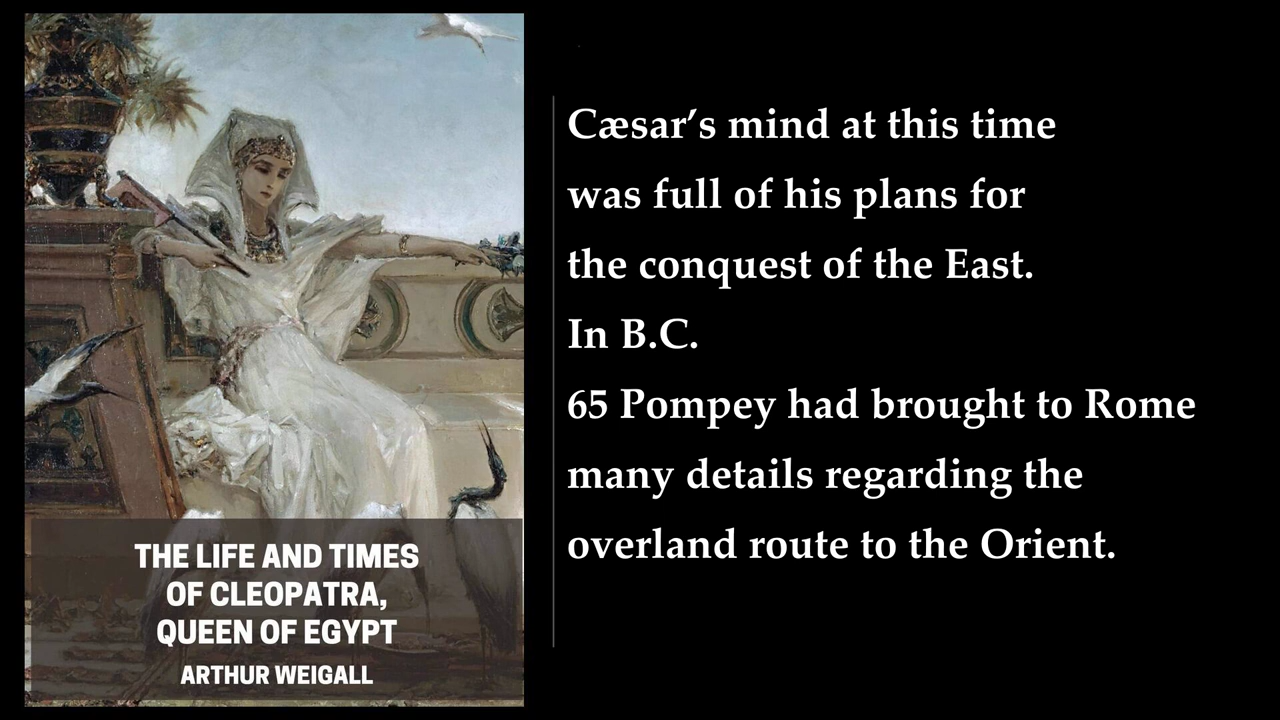 Cæsar’s mind at this time
was full of his plans for
the conquest of the East.
In B.C.
65 Pompey had brought to Rome
many details regarding the
overland route to the Orient.
THE LIFE AND TIMES
OF CLEOPATRA,
QUEEN OF EGYPT
ARTHUR WEIGALL